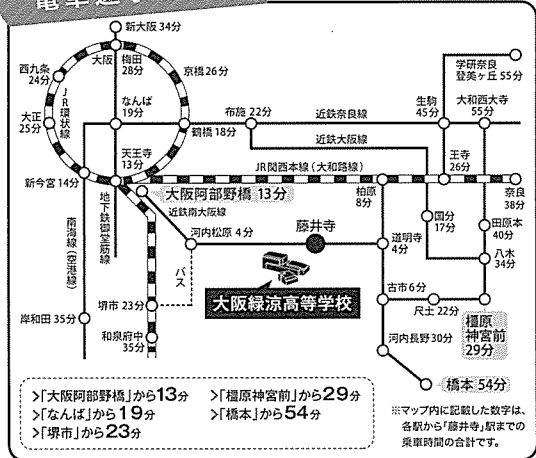 新大阪 34分
大阪
梅田
28分
京橋 26分
西九条
24分
JR環状線
大正
25分
なんば
19分
鶴橋 18分
天王寺
13分
新今宮 14分
布施 22分
近鉄奈良線
近鉄大阪線
学研奈良
登美ヶ丘 55分
生駒
45分
大和西大寺
55分
JR関西本線(大和路線)
王寺
26分
奈良
38分
柏原
8分
大阪阿部野橋 13分
近鉄南大阪線
河内松原 4分
藤井寺
道明寺
4分
国分
17分
田原本
40分
八木
34分
地下鉄御堂筋線
南海線(空港線)
バス
大阪緑涼高等学校
堺市 23分
岸和田 35分
和泉府中
35分
古市 6分
尺土 22分
橿原
神宮前
29分
河内長野 30分
橋本 54分
>「大阪阿部野橋」から13分
>「橿原神宮前」から29分
>「なんば」から19分
>「橋本」から54分
>「堺市」から23分
※マップ内に記載した数字は、
各駅から「藤井寺」駅までの
乗車時間の合計です。